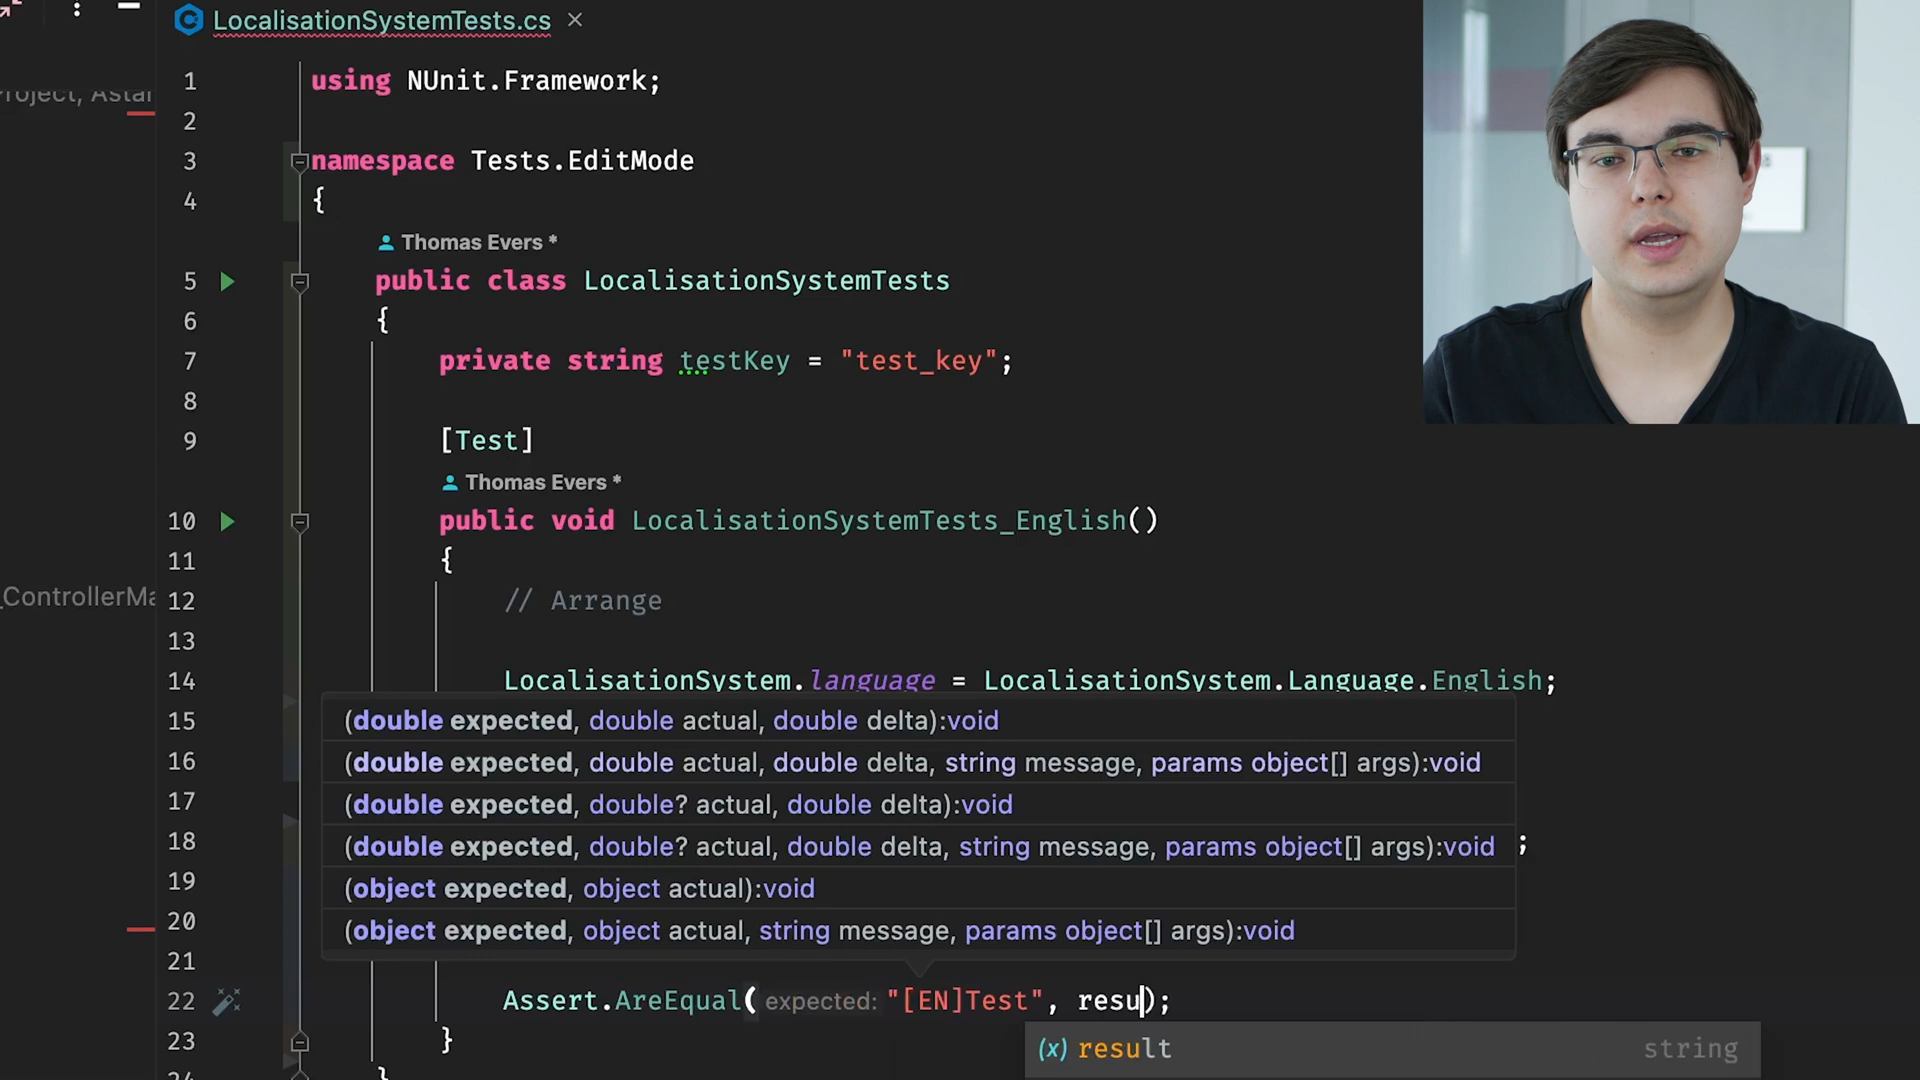 LocalisationSystemTests.cs
1 using NUnit.Framework;
2
3 namespace Tests.EditMode
4 {
Thomas Evers *
5 public class LocalisationSystemTests
6 {
7 private string testKey = "test_key";
8
9 [Test]
Thomas Evers *
10 public void LocalisationSystemTests_English()
11 {
_ControllerMa
12 // Arrange
13
14 LocalisationSystem.language = LocalisationSystem.Language.English;
15 (double expected, double actual, double delta):void
16 (double expected, double actual, double delta, string message, params object[] args):void
17 (double expected, double? actual, double delta):void
18 (double expected, double? actual, double delta, string message, params object[] args):void ;
19 (object expected, object actual):void
20 (object expected, object actual, string message, params object[] args):void
21
22 Assert.AreEqual( expected: "[EN]Test", resu);
23 }
(x) result string
}